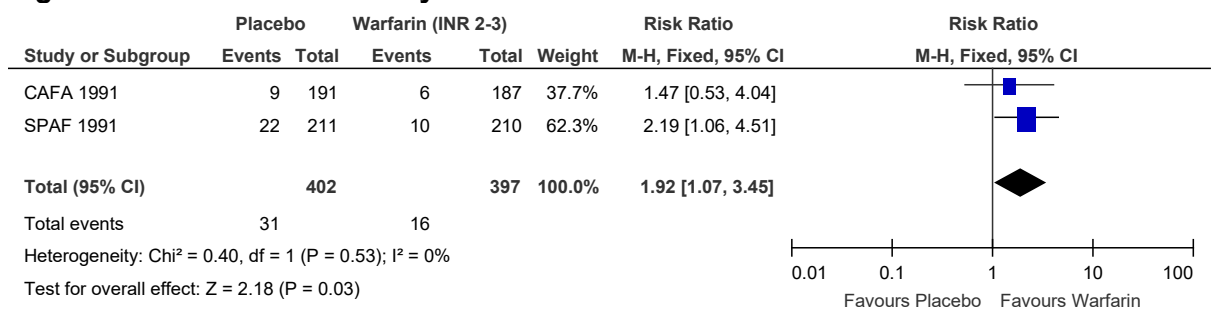 Placebo Warfarin (INR 2-3) Risk Ratio Risk Ratio
Study or Subgroup Events Total Events Total Weight M-H, Fixed, 95% CI M-H, Fixed, 95% CI
CAFA 1991 9 191 6 187 37.7% 1.47 [0.53, 4.04]
SPAF 1991 22 211 10 210 62.3% 2.19 [1.06, 4.51]
Total (95% CI) 402 397 100.0% 1.92 [1.07, 3.45]
Total events 31 16
Heterogeneity: Chi² = 0.40, df = 1 (P = 0.53); I² = 0%
Test for overall effect: Z = 2.18 (P = 0.03)
0.01 0.1 1 10 100
Favours Placebo Favours Warfarin